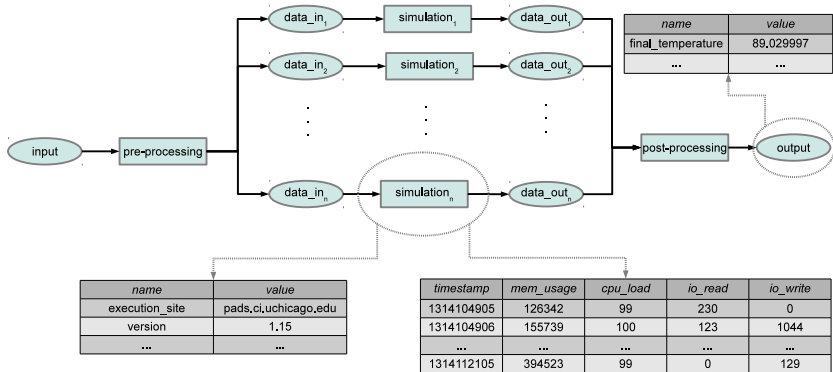 data_in1 simulation1 data_out1
name value
final_temperature 89.029997
... ...
data_in2 simulation2 data_out2
input pre-processing post-processing output
data_inn simulationn data_outn
name value
execution_site pads.ci.uchicago.edu
version 1.15
... ...
timestamp mem_usage cpu_load io_read io_write
1314104905 126342 99 230 0
1314104906 155739 100 123 1044
... ... ... ... ...
1314112105 394523 99 0 129